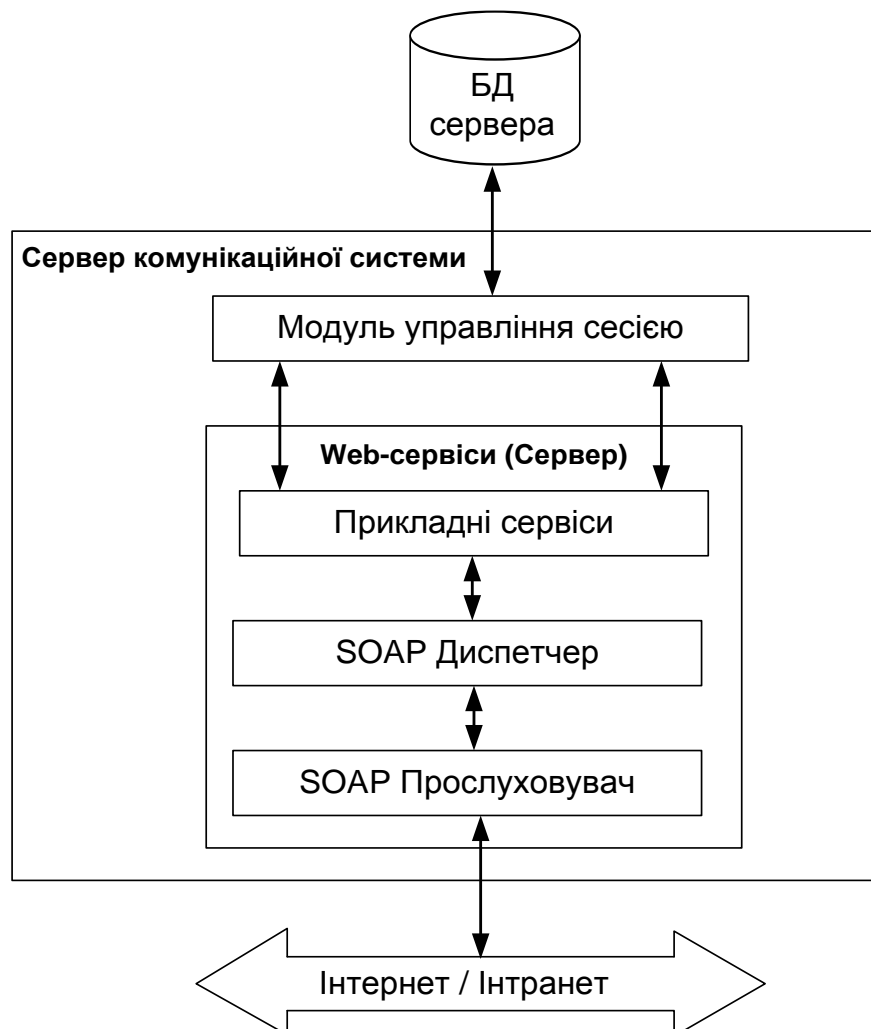 БД
сервера
Сервер комунікаційної системи
Модуль управління сесією
Web-сервіси (Сервер)
Прикладні сервіси
SOAP Диспетчер
SOAP Прослуховувач
Інтернет / Інтранет